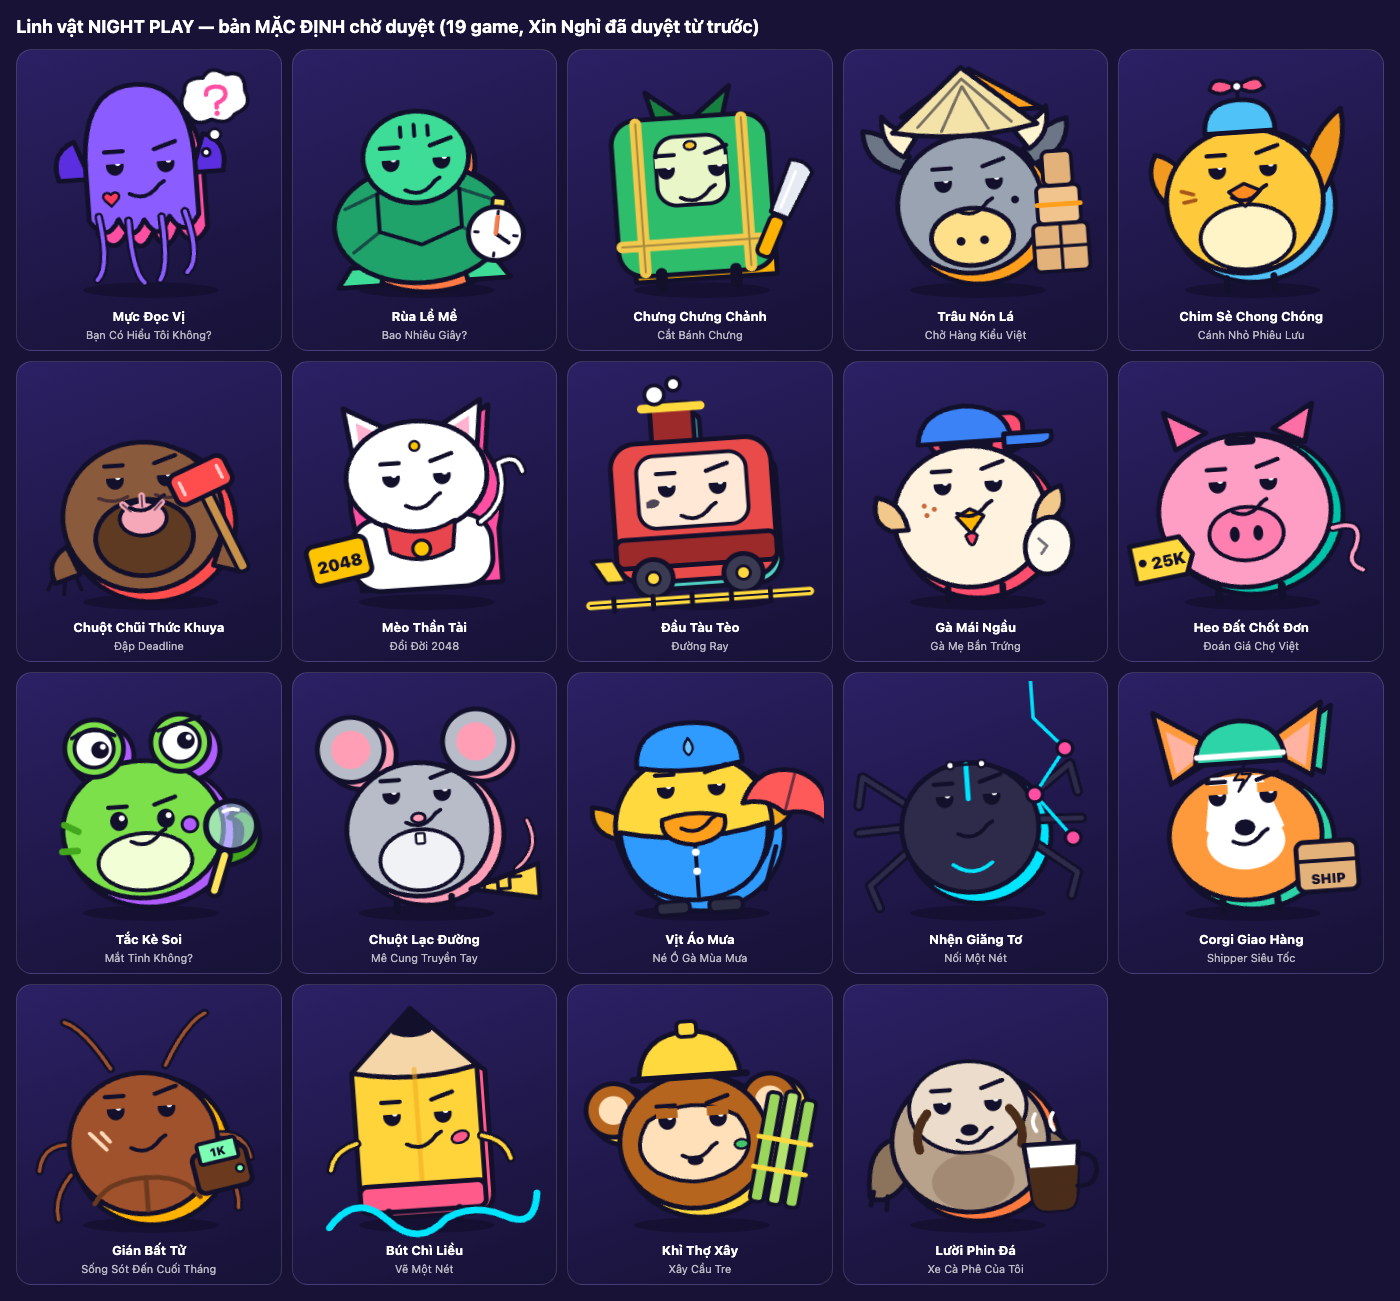 Linh vật NIGHT PLAY — bản MẶC ĐỊNH chờ duyệt (19 game, Xin Nghỉ đã duyệt từ trước)
?
Mực Đọc Vị
Bạn Có Hiểu Tôi Không?
Rùa Lề Mề
Bao Nhiêu Giây?
Chưng Chưng Chảnh
Cắt Bánh Chưng
Trâu Nón Lá
Chở Hàng Kiểu Việt
Chim Sẻ Chong Chóng
Cánh Nhỏ Phiêu Lưu
Chuột Chũi Thức Khuya
Đập Deadline
2048
Mèo Thần Tài
Đổi Đời 2048
Đầu Tàu Tèo
Đường Ray
Gà Mái Ngầu
Gà Mẹ Bắn Trứng
25K
Heo Đất Chốt Đơn
Đoán Giá Chợ Việt
Tắc Kè Soi
Mắt Tinh Không?
Chuột Lạc Đường
Mê Cung Truyền Tay
Vịt Áo Mưa
Né Ổ Gà Mùa Mưa
Nhện Giăng Tơ
Nối Một Nét
SHIP
Corgi Giao Hàng
Shipper Siêu Tốc
1K
Gián Bất Tử
Sống Sót Đến Cuối Tháng
Bút Chì Liều
Vẽ Một Nét
Khỉ Thợ Xây
Xây Cầu Tre
Lười Phin Đá
Xe Cà Phê Của Tôi